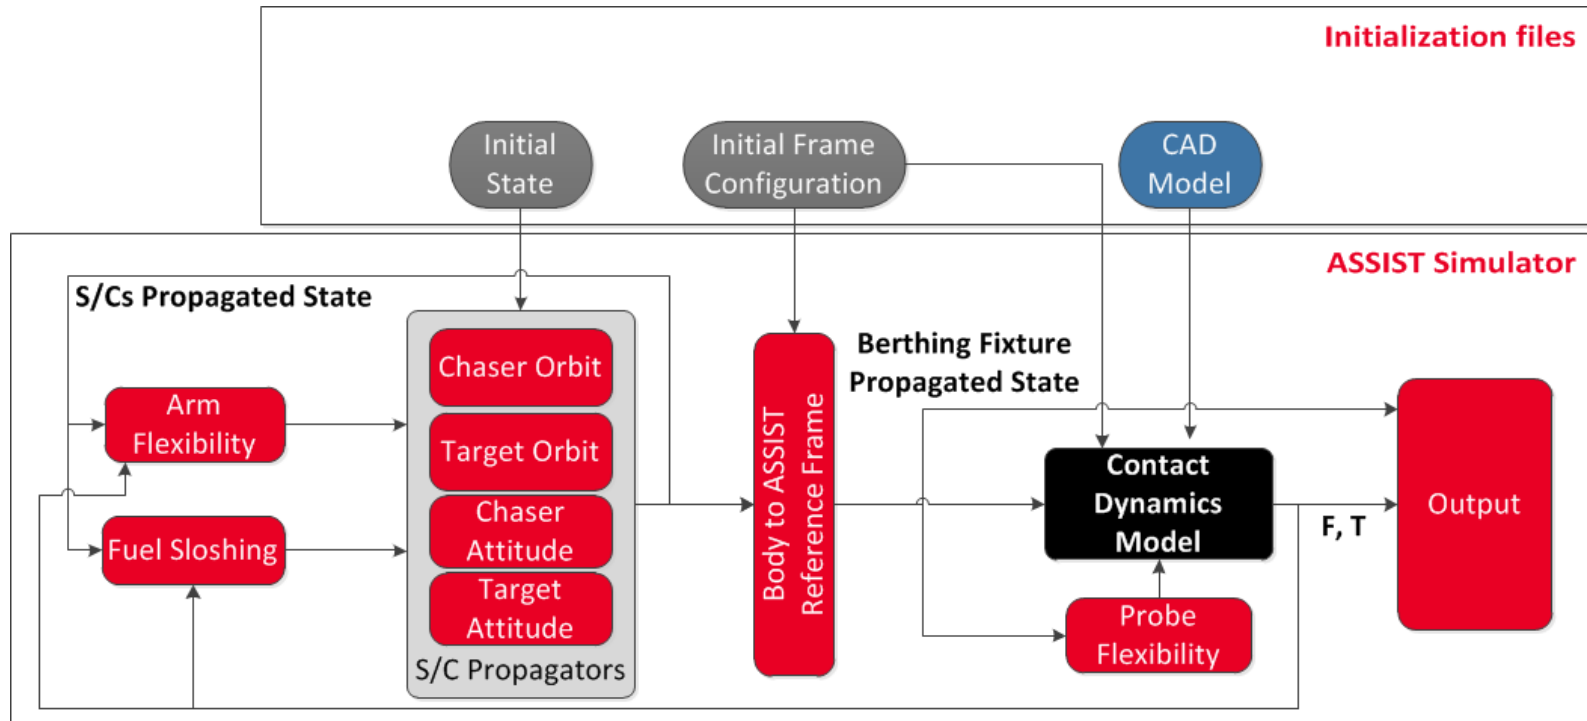 Initialization files
Initial
State
Initial Frame
Configuration
CAD
Model
ASSIST Simulator
S/Cs Propagated State
Chaser Orbit
Target Orbit
Chaser
Attitude
Target
Attitude
S/C Propagators
Arm
Flexibility
Fuel Sloshing
Body to ASSIST
Reference Frame
Berthing Fixture
Propagated State
Contact
Dynamics
Model
Probe
Flexibility
F, T
Output